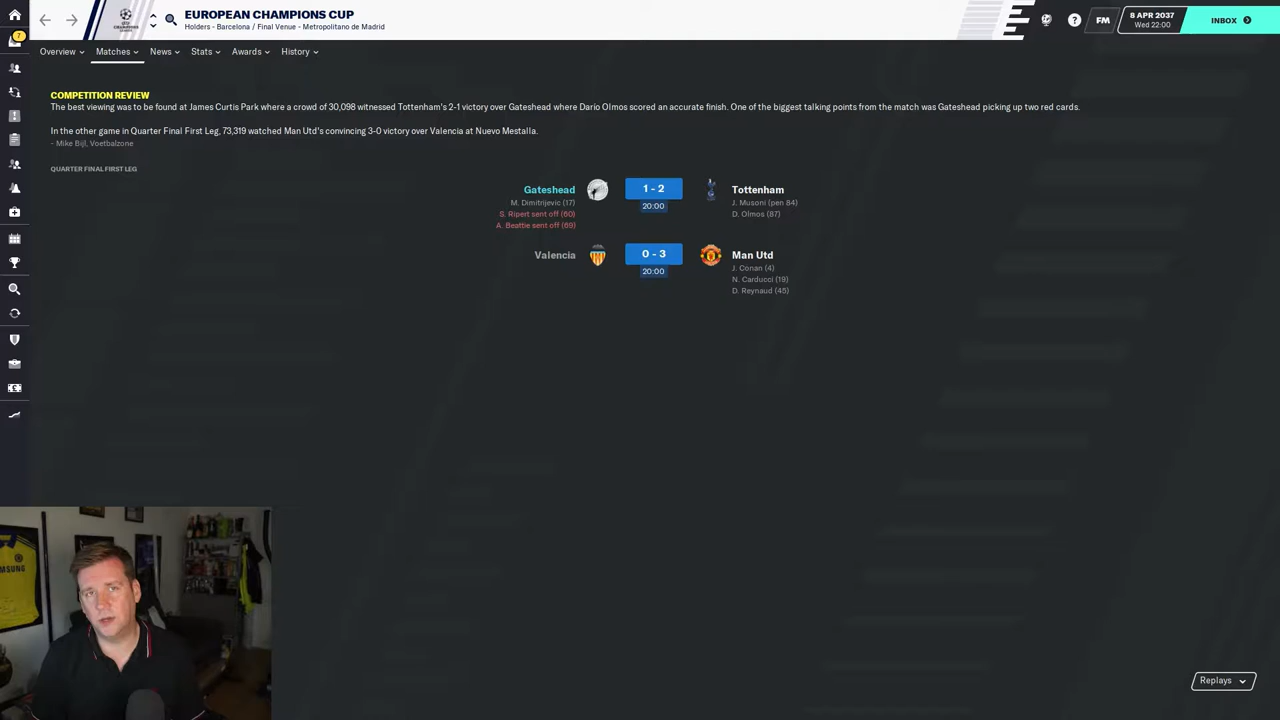 EUROPEAN CHAMPIONS CUP
Holders - Barcelona / Final Venue - Metropolitano de Madrid
?
FM
8 APR 2037
Wed 22:00
INBOX
7
Overview
Matches
News
Stats
Awards
History
COMPETITION REVIEW
The best viewing was to be found at James Curtis Park where a crowd of 30,098 witnessed Tottenham's 2-1 victory over Gateshead where Darío Olmos scored an accurate finish. One of the biggest talking points from the match was Gateshead picking up two red cards.
In the other game in Quarter Final First Leg, 73,319 watched Man Utd's convincing 3-0 victory over Valencia at Nuevo Mestalla.
- Mike Bijl, Voetbalzone
QUARTER FINAL FIRST LEG
Gateshead 1 - 2 Tottenham
M. Dimitrijevic (17) 20:00 J. Musoni (pen 84)
S. Ripert sent off (60) D. Olmos (87)
A. Beattie sent off (69)
Valencia 0 - 3 Man Utd
20:00 J. Conan (4)
N. Carducci (19)
D. Reynaud (45)
SAMSUNG
Replays